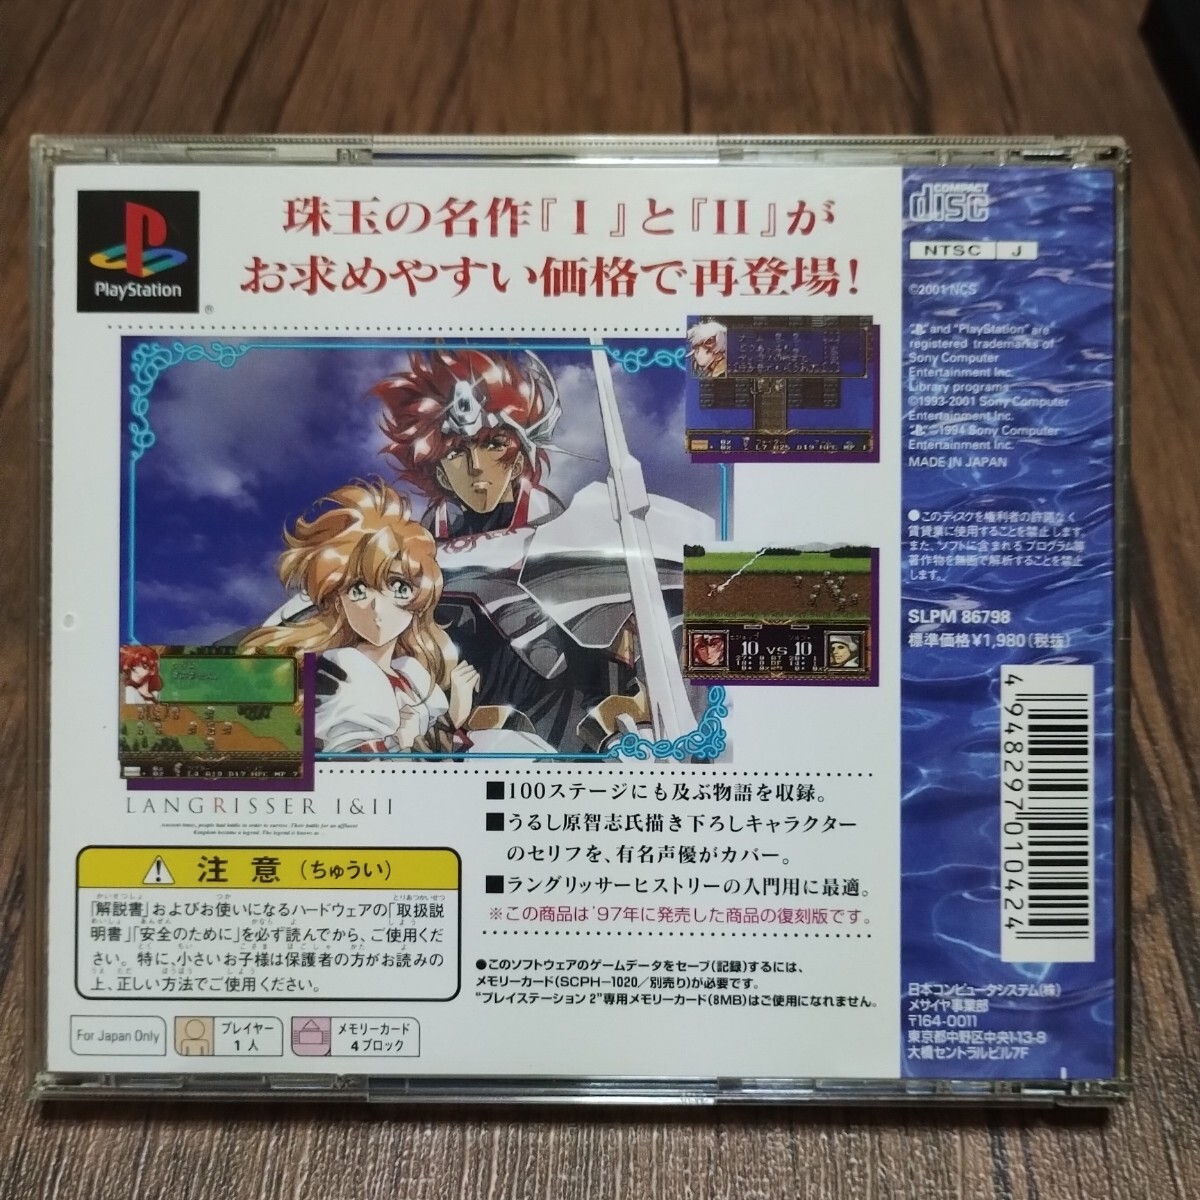 珠玉の名作『I』と『II』が
お求めやすい価格で再登場!
PlayStation
®
10 vs 10
LANGRISSER I&II
■100ステージにも及ぶ物語を収録。
■うるし原智志氏描き下ろしキャラクター
のセリフを、有名声優がカバー。
■ラングリッサーヒストリーの入門用に最適。
※この商品は'97年に発売した商品の復刻版です。
●このソフトウェアのゲームデータをセーブ(記録)するには、
メモリーカード(SCPH-1020/別売り)が必要です。
"プレイステーション 2"専用メモリーカード(8MB)はご使用になれません。
注意(ちゅうい)
「解説書」およびお使いになるハードウェアの「取扱説
明書」「安全のために」を必ず読んでから、ご使用くだ
さい。特に、小さいお子様は保護者の方がお読みの
上、正しい方法でご使用ください。
For Japan Only
プレイヤー
1人
メモリーカード
4ブロック
COMPACT
disc
NTSC J
©2001 NCS
and "PlayStation" are
registered trademarks of
Sony Computer
Entertainment Inc.
Library programs
©1993-2001 Sony Computer
Entertainment Inc.
©1994 Sony Computer
Entertainment Inc.
MADE IN JAPAN
●このディスクを権利者の許諾なく
賃貸業に使用することを禁止します。
また、ソフトに含まれるプログラム等
著作物を無断で解析することを禁止
します。
SLPM 86798
標準価格¥1,980(税抜)
4948297010424
日本コンピュータシステム(株)
メサイヤ事業部
〒164-0011
東京都中野区中央1-13-8
大橋セントラルビル7F